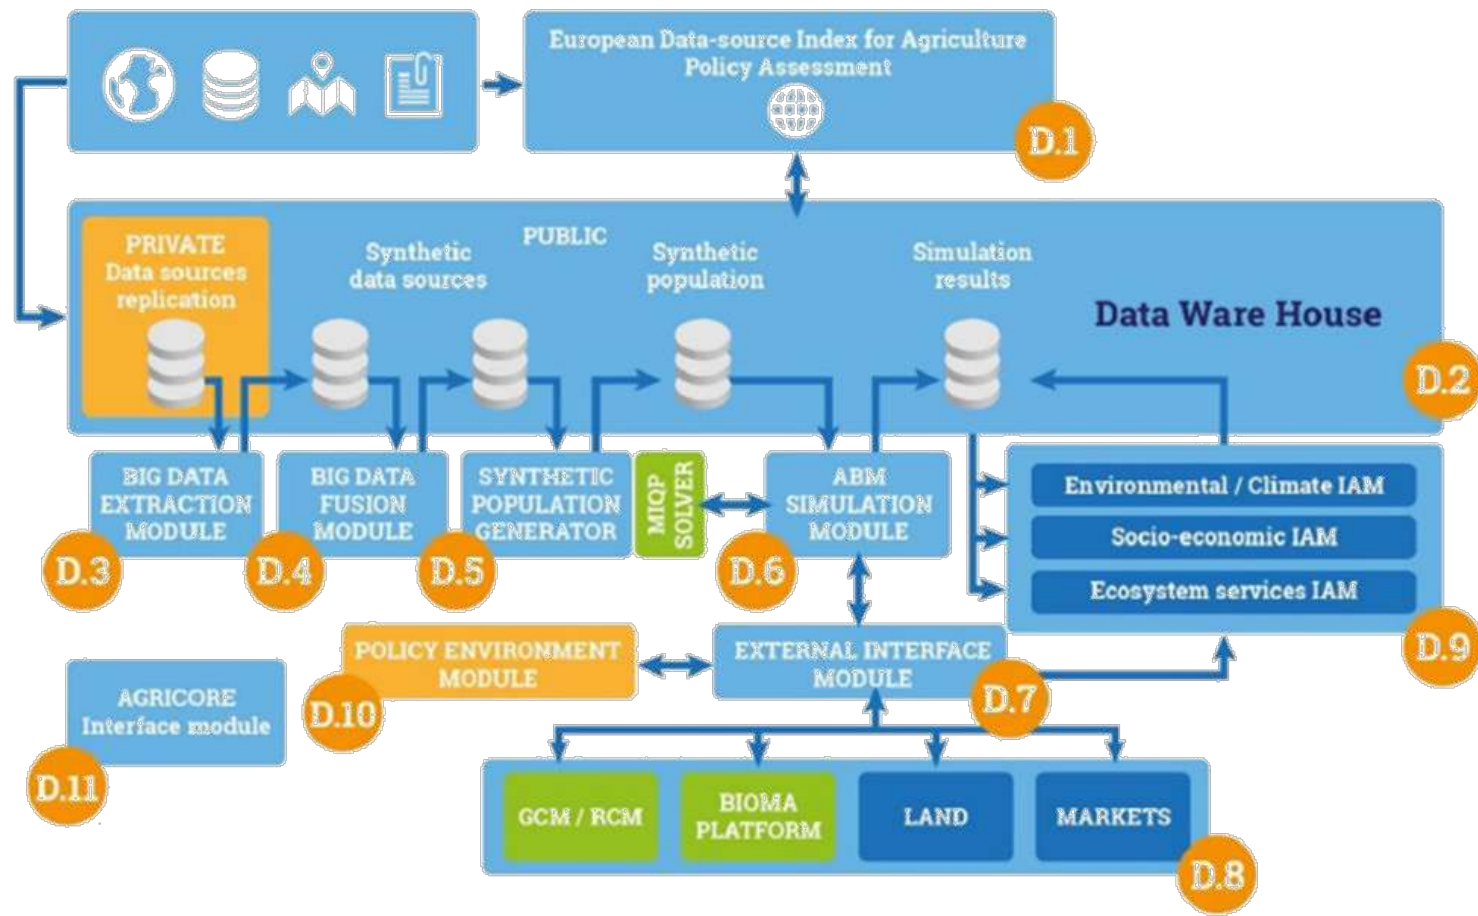 European Data-source Index for Agriculture
Policy Assessment
D.1
PRIVATE
Data sources
replication
PUBLIC
Synthetic
data sources
Synthetic
population
Simulation
results
Data Ware House
D.2
BIG DATA
EXTRACTION
MODULE
D.3
BIG DATA
FUSION
MODULE
D.4
SYNTHETIC
POPULATION
GENERATOR
D.5
MIQP
SOLVER
ABM
SIMULATION
MODULE
D.6
Environmental / Climate IAM
Socio-economic IAM
Ecosystem services IAM
D.9
POLICY ENVIRONMENT
MODULE
D.10
EXTERNAL INTERFACE
MODULE
D.7
AGRICORE
Interface module
D.11
GCM / RCM
BIOMA
PLATFORM
LAND
MARKETS
D.8